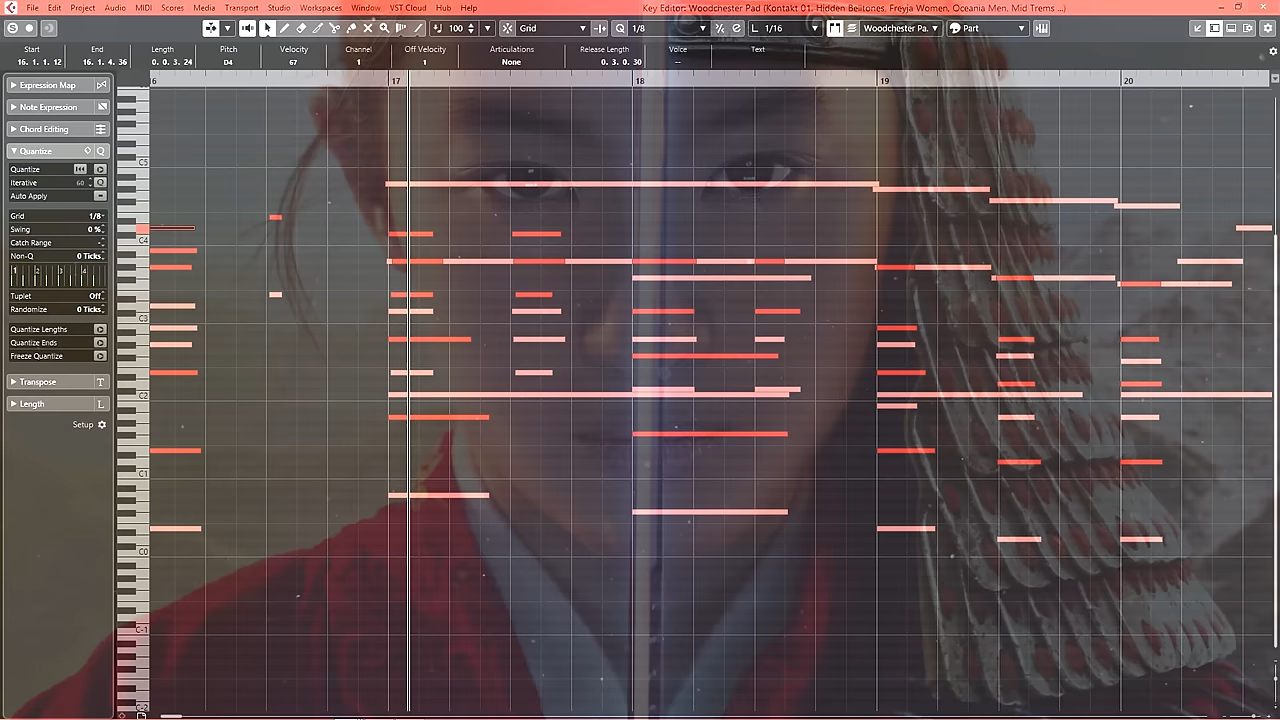 File Edit Project Audio MIDI Scores Media Transport Studio Workspaces Window VST Cloud Hub Help
Key Editor: Woodchester Pad (Kontakt 01. Hidden Belltones, Freyja Women, Oceania Men, Mid Trems ...)
S 100 Grid Q 1/8 L 1/16 Woodchester Pa. Part
Start End Length Pitch Velocity Channel Off Velocity Articulations Release Length Voice Text
16. 1. 1. 12 16. 1. 4. 36 0. 0. 3. 24 D4 67 1 1 None 0. 3. 0. 30 --
6 17 18 19 20
Expression Map
Note Expression
Chord Editing
Quantize Q
Quantize
Iterative 60
Auto Apply
Grid 1/8
Swing 0 %
Catch Range -
Non-Q 0 Ticks
1 2 3 4
Tuplet Off
Randomize 0 Ticks
Quantize Lengths
Quantize Ends
Freeze Quantize
Transpose T
Length L
Setup
C5
C4
C3
C2
C1
C0
C-1
C-2